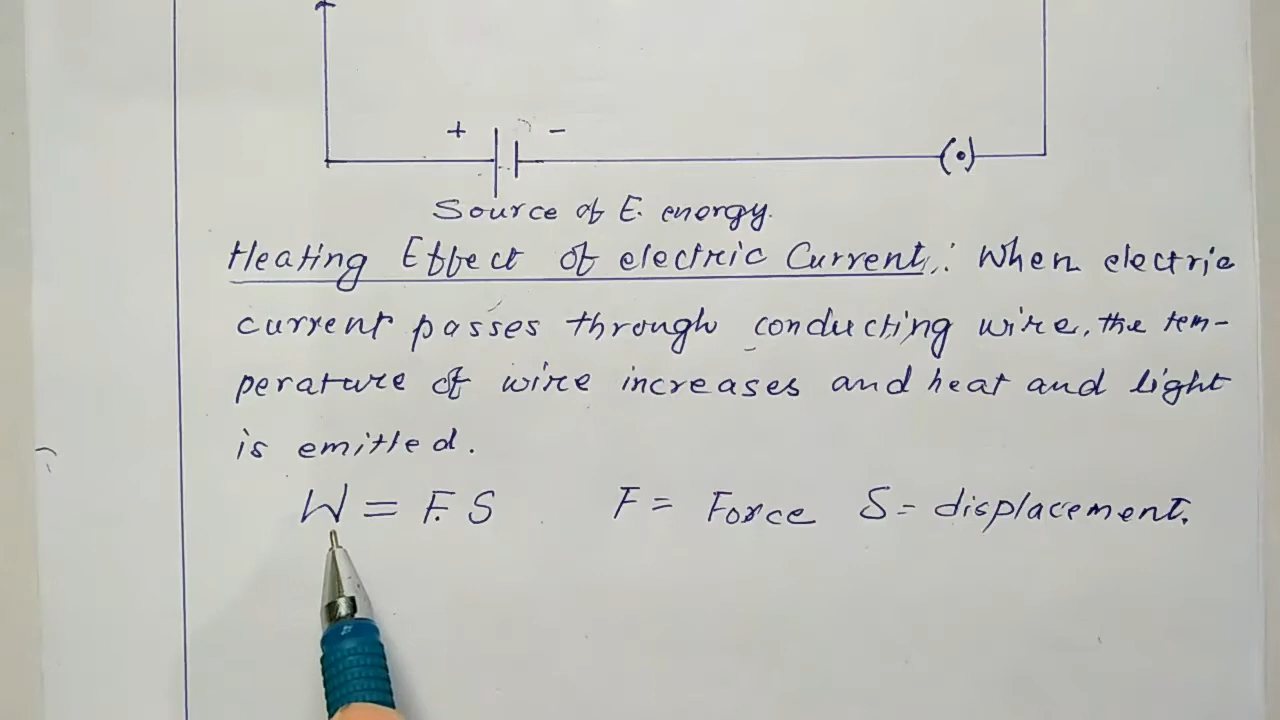 + -
(•)
Source of E. energy.
Heating Effect of electric Current,: When electric
current passes through conducting wire, the tem-
perature of wire increases and heat and light
is emitted.
W = F. S F = Force S = displacement.